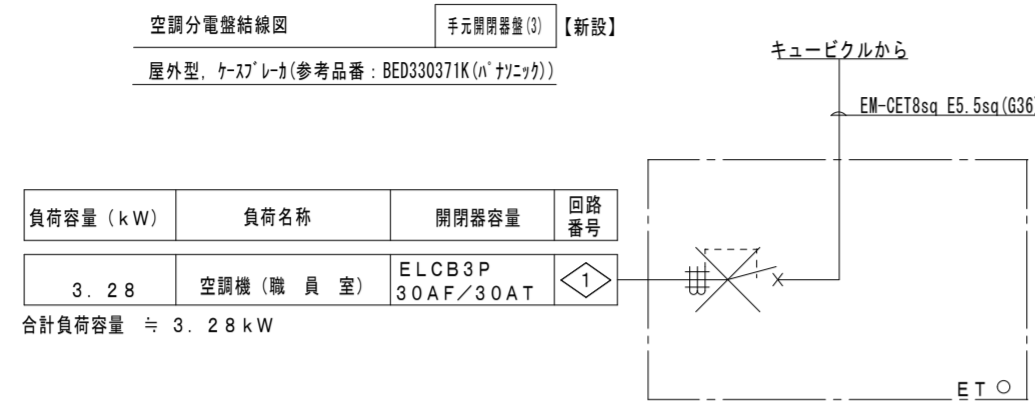 空調分電盤結線図 手元開閉器盤(3) 【新設】
屋外型, ケースブレーカ(参考品番：BED330371K(パナソニック))
キュービクルから
EM-CET8sq E5.5sq(G36)
負荷容量（ｋＷ） 負荷名称 開閉器容量 回路番号
３．２８ 空調機（職　員　室） ＥＬＣＢ３Ｐ
３０ＡＦ／３０ＡＴ 1
合計負荷容量 ≒ ３．２８ｋＷ
ＥＴ